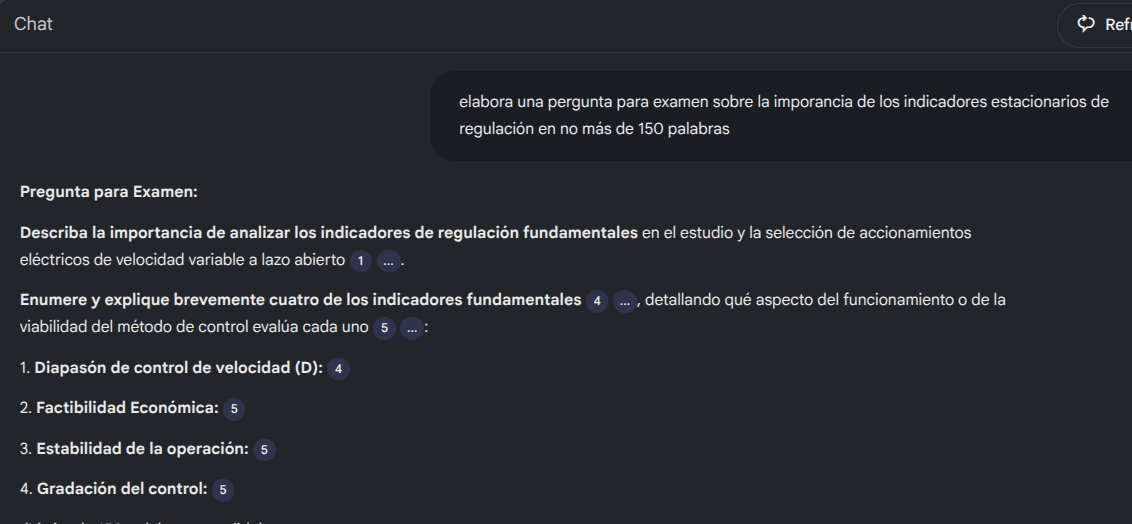 Chat
Refr
elabora una pergunta para examen sobre la imporancia de los indicadores estacionarios de
regulación en no más de 150 palabras
Pregunta para Examen:
Describa la importancia de analizar los indicadores de regulación fundamentales en el estudio y la selección de accionamientos
eléctricos de velocidad variable a lazo abierto 1 ... .
Enumere y explique brevemente cuatro de los indicadores fundamentales 4 ... , detallando qué aspecto del funcionamiento o de la
viabilidad del método de control evalúa cada uno 5 ... :
1. Diapasón de control de velocidad (D): 4
2. Factibilidad Económica: 5
3. Estabilidad de la operación: 5
4. Gradación del control: 5